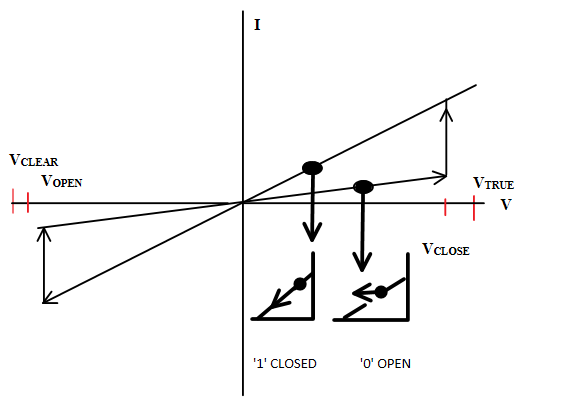 I
VCLEAR
VOPEN
VTRUE
V
VCLOSE
'1' CLOSED
'0' OPEN